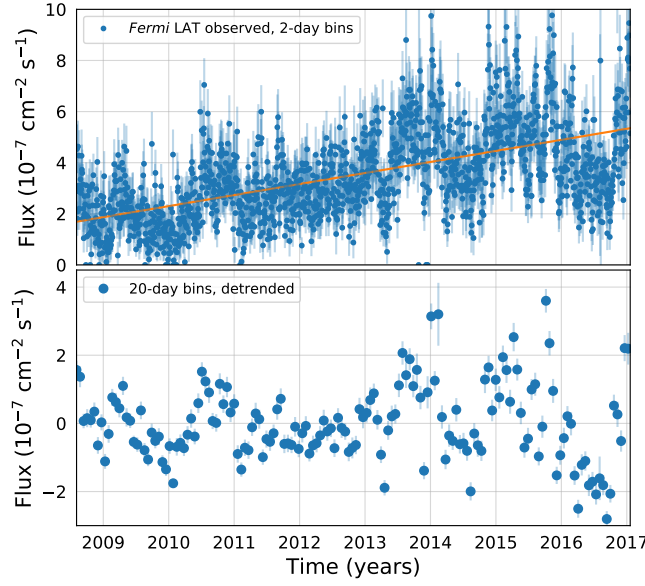 10
8
6
4
2
0
Flux (10⁻⁷ cm⁻² s⁻¹)
Fermi LAT observed, 2-day bins
4
2
0
−2
Flux (10⁻⁷ cm⁻² s⁻¹)
20-day bins, detrended
2009 2010 2011 2012 2013 2014 2015 2016 2017
Time (years)